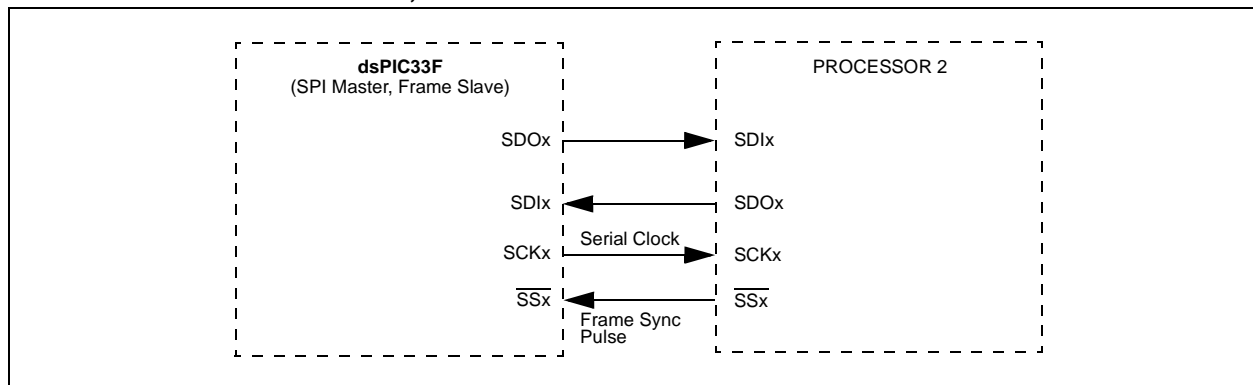 dsPIC33F
(SPI Master, Frame Slave)
PROCESSOR 2
SDOx
SDIx
SDIx
SDOx
SCKx
Serial Clock
SCKx
SSx
Frame Sync
Pulse
SSx